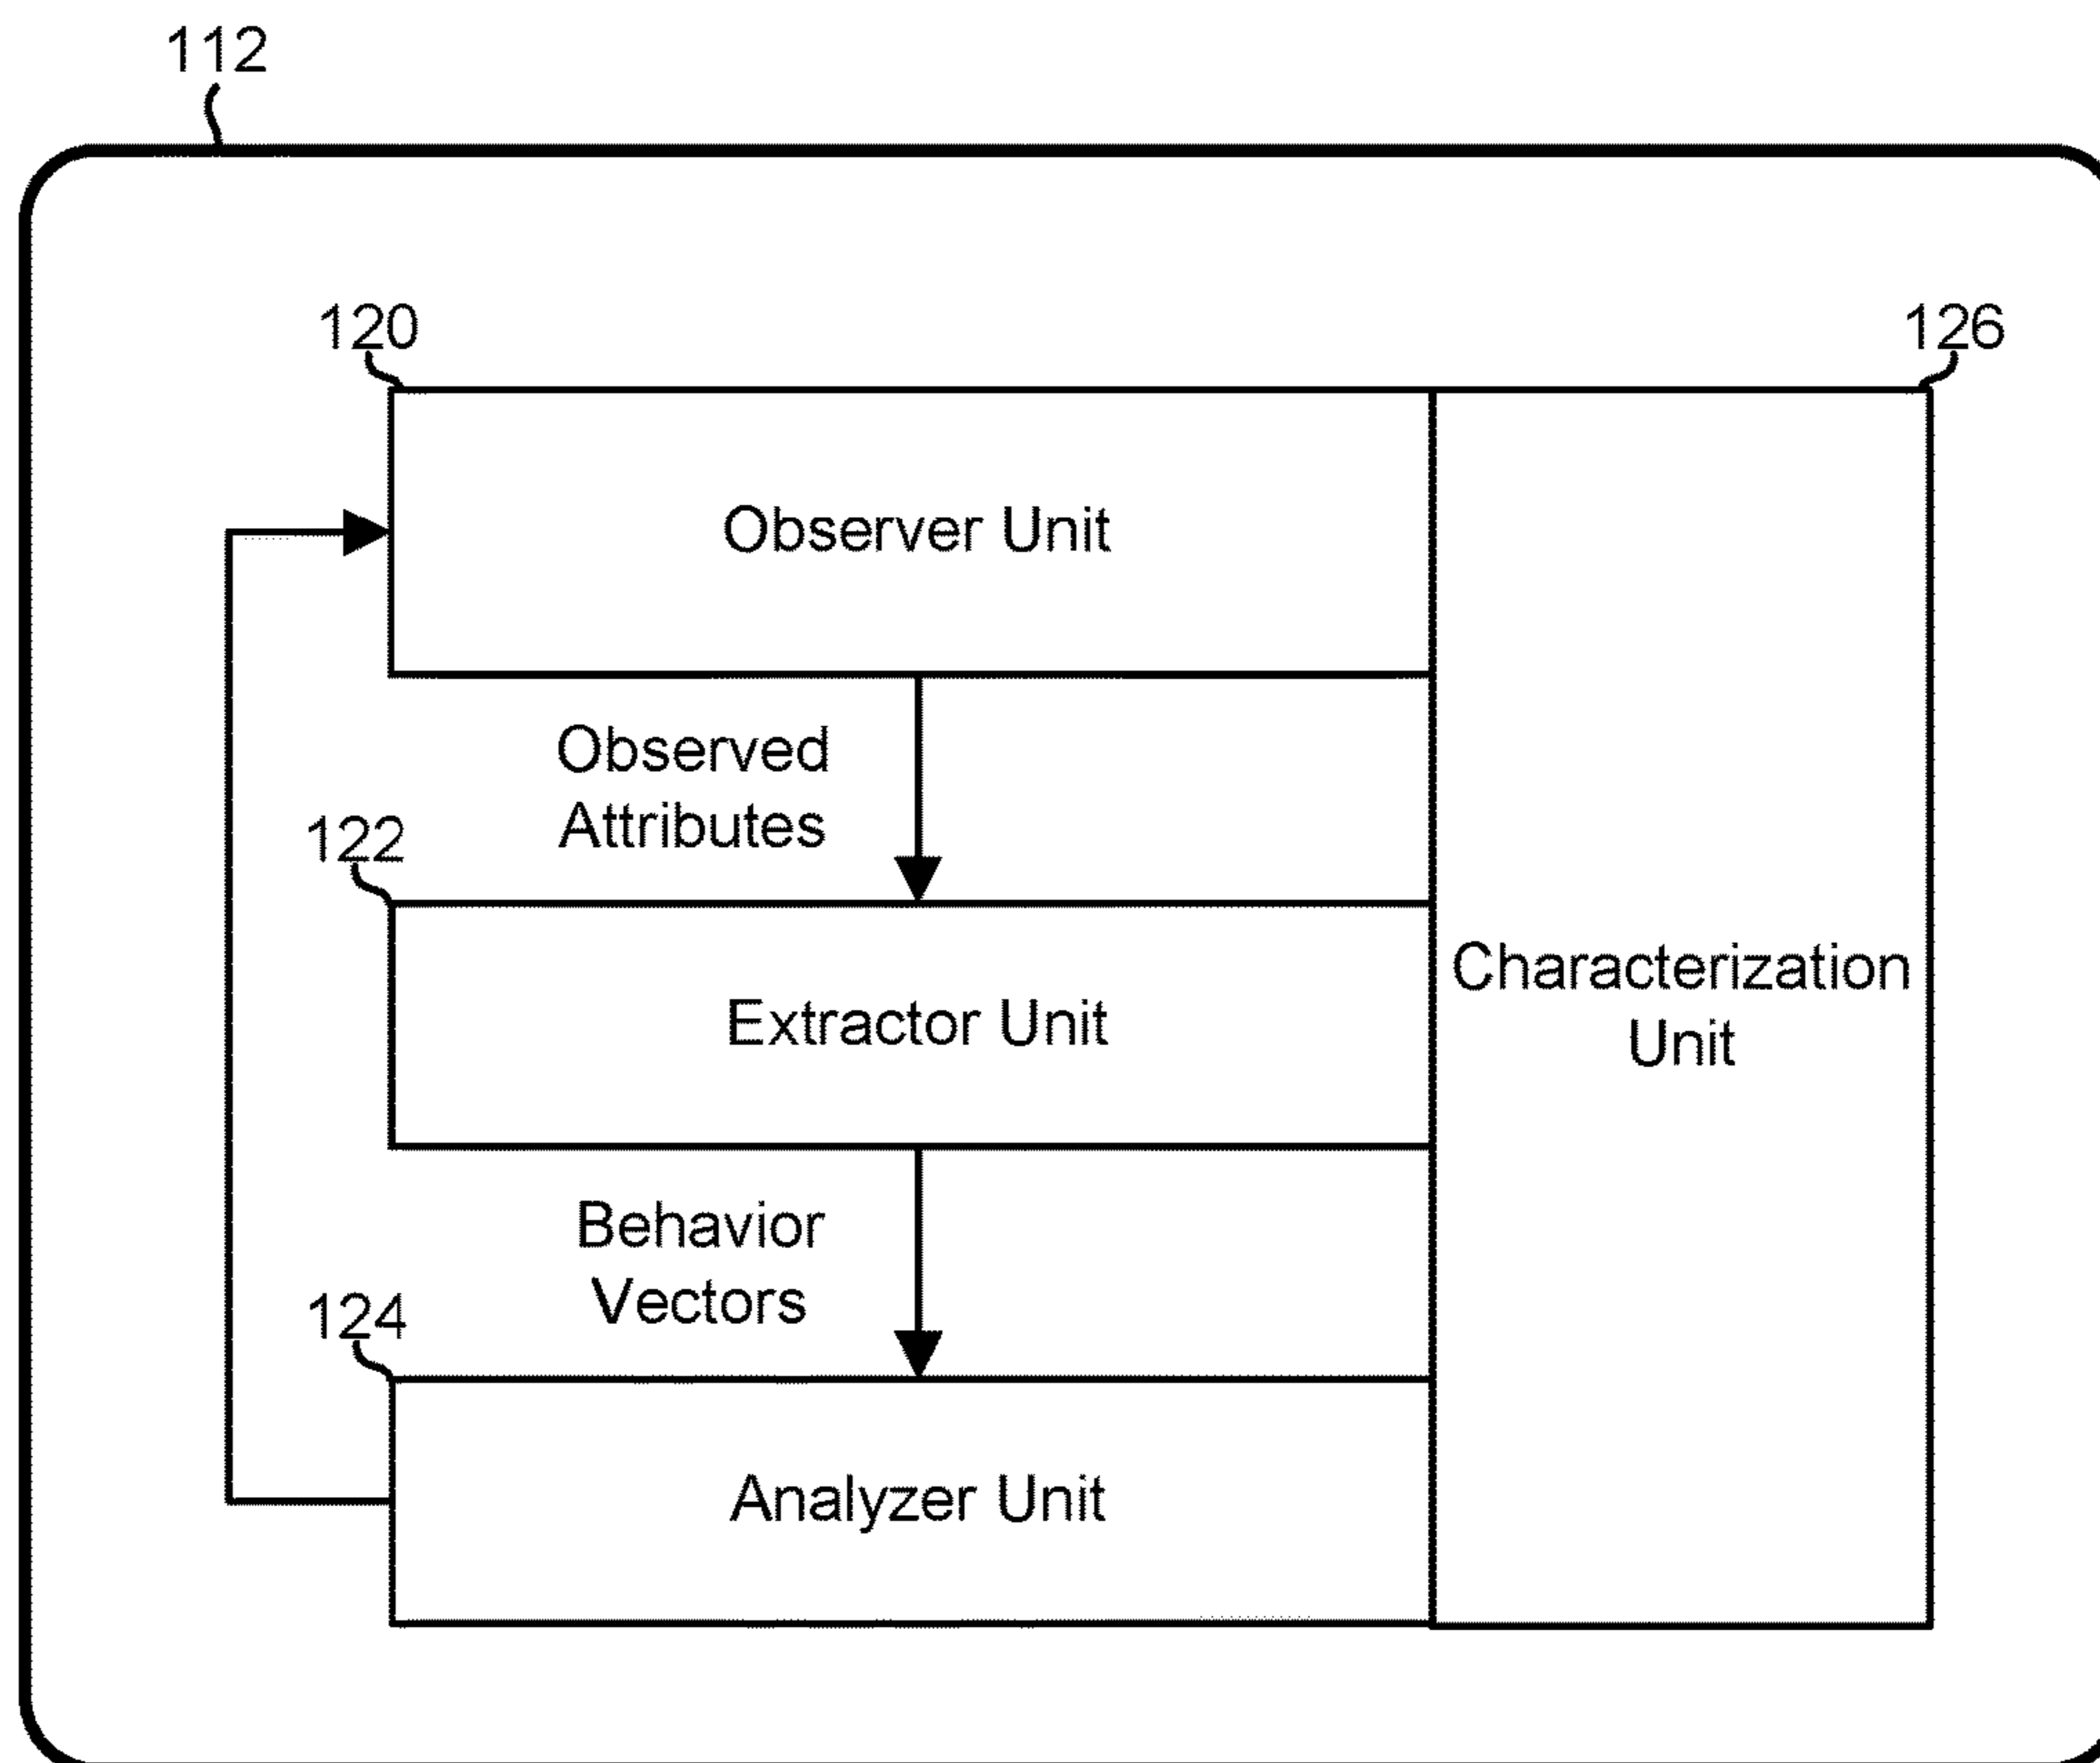 112
120
126
Observer Unit
Observed
Attributes
122
Extractor Unit
Characterization
Unit
Behavior
Vectors
124
Analyzer Unit